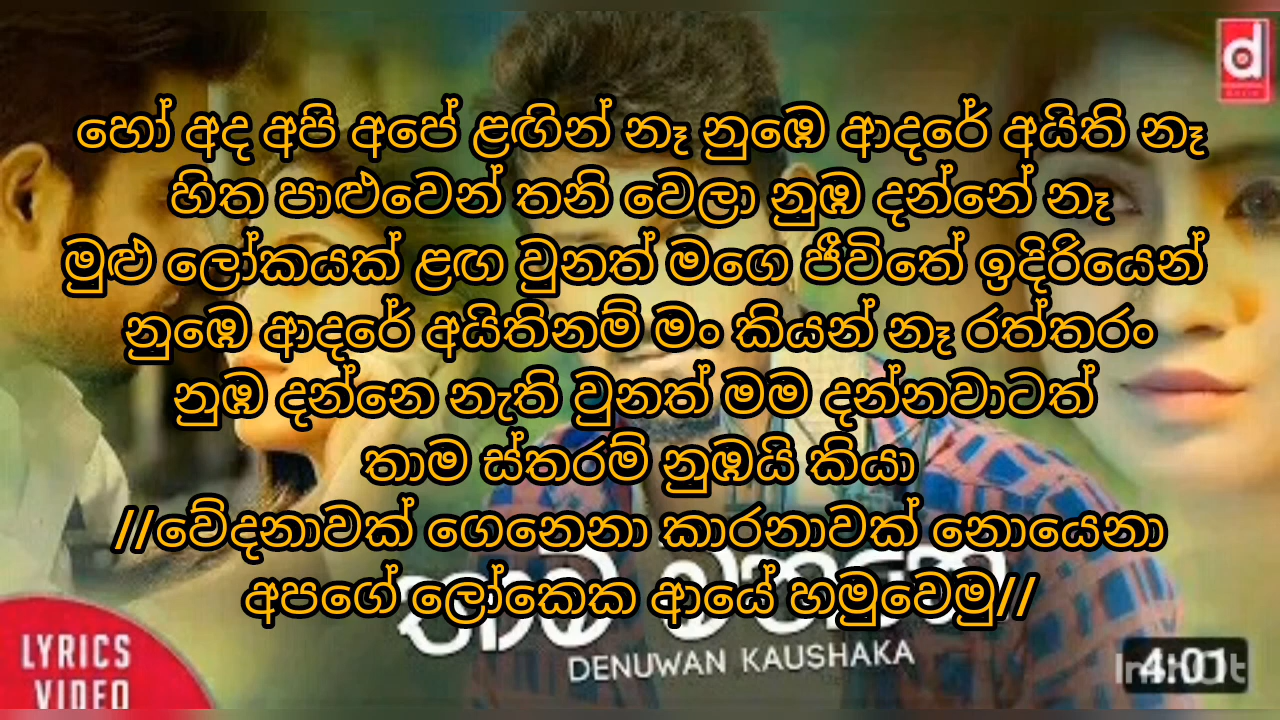 හෝ අද අපි අපේ ළඟින් නෑ නුඹෙ ආදරේ අයිති නෑ
හිත පාළුවෙන් තනි වෙලා නුඹ දන්නේ නෑ
මුළු ලෝකයක් ළඟ වුනත් මගෙ ජීවිතේ ඉදිරියෙන්
නුඹෙ ආදරේ අයිතිනම් මං කියන් නෑ රත්තරං
නුඹ දන්නෙ නැති වුනත් මම දන්නවාටත්
තාම ස්තරම් නුඹයි කියා
//වේදනාවක් ගෙනෙනා කාරනාවක් නොයෙනා
අපගේ ලෝකෙක ආයේ හමුවෙමු//
DENUWAN KAUSHAKA
LYRICS
VIDEO
4:01
d